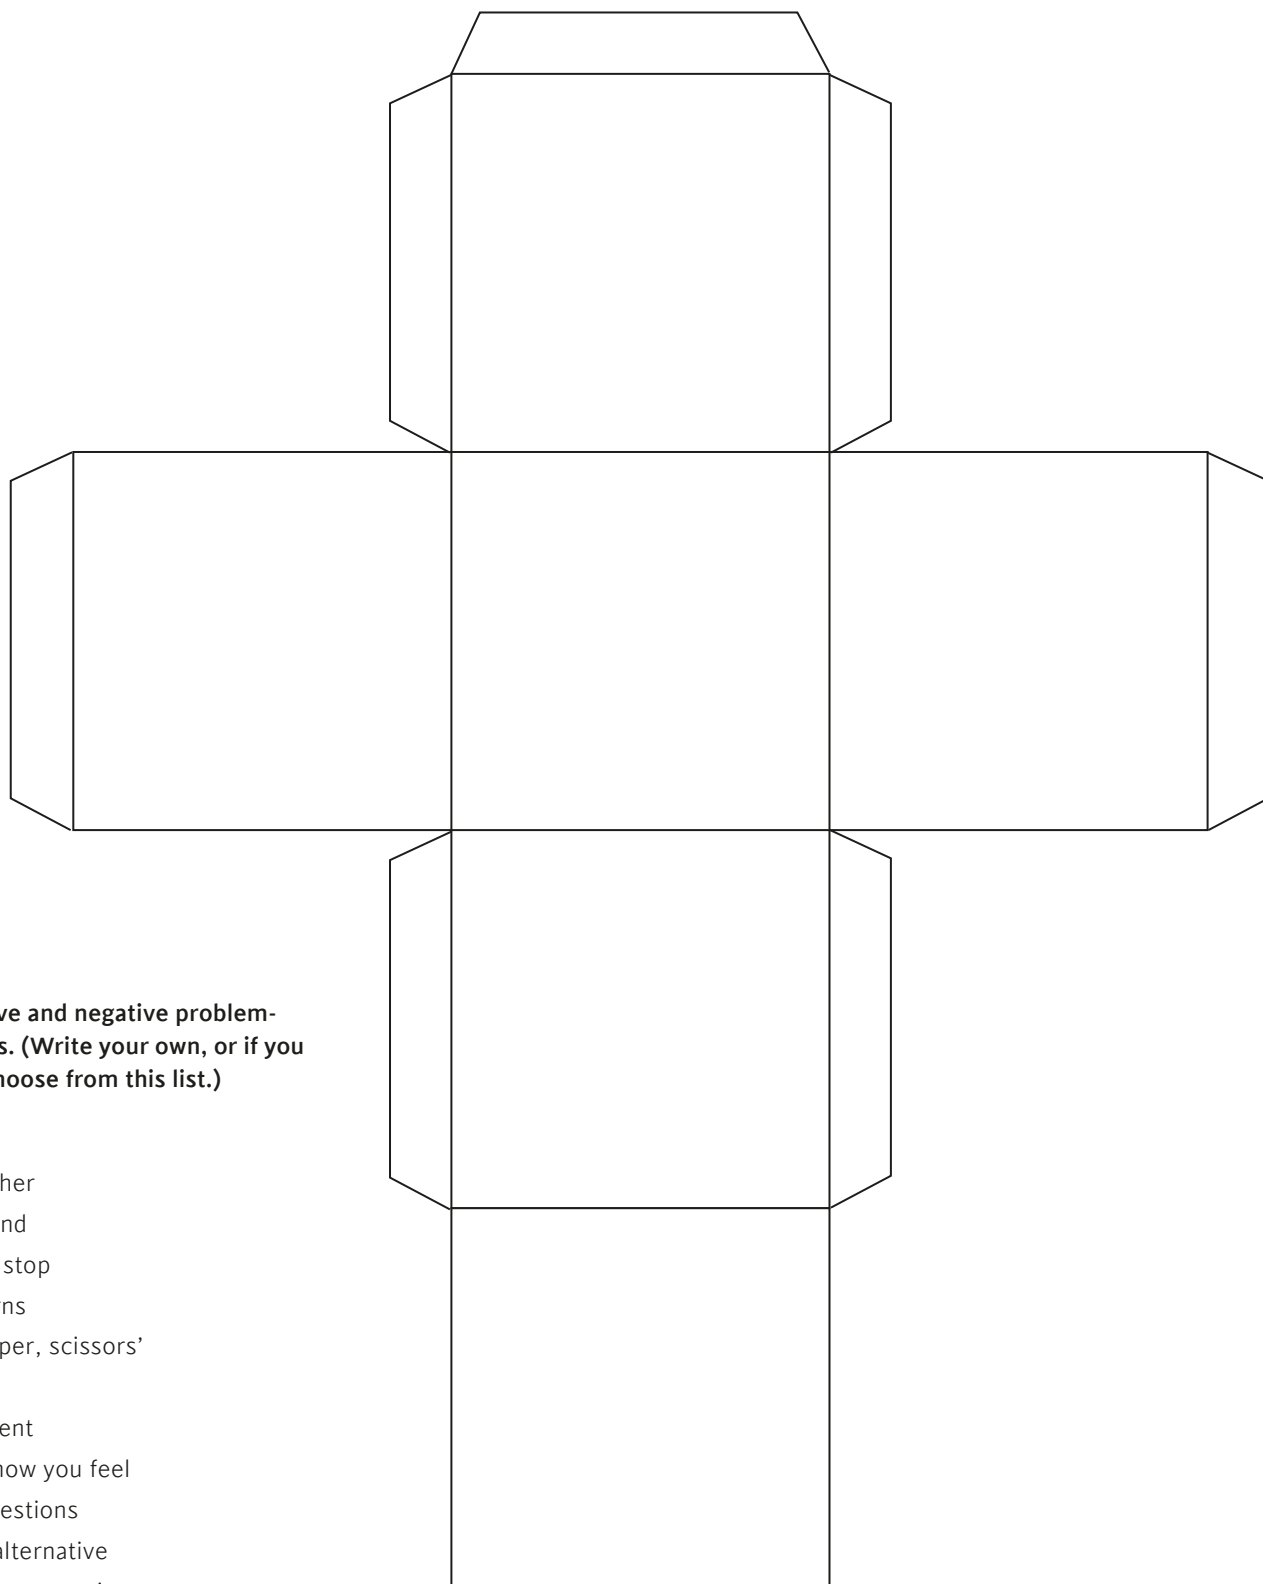 ve and negative problem-
s. (Write your own, or if you
hoose from this list.)
her
nd
stop
ns
per, scissors’
ent
how you feel
estions
alternative